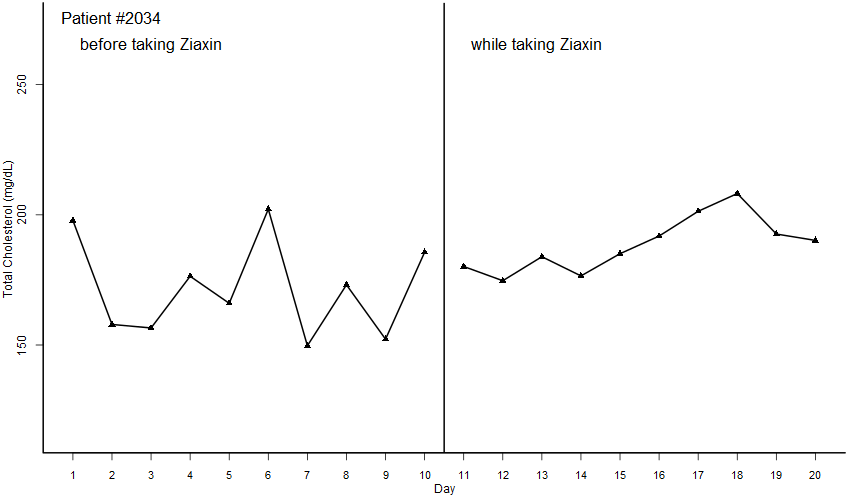 Patient #2034
before taking Ziaxin
while taking Ziaxin
Total Cholesterol (mg/dL)
250
200
150
1 2 3 4 5 6 7 8 9 10 11 12 13 14 15 16 17 18 19 20
Day